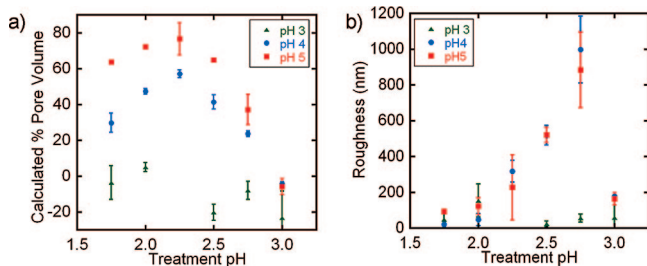 a)
pH 3
pH 4
pH 5
80
60
40
20
0
-20
Calculated % Pore Volume
1.5
2.0
2.5
3.0
Treatment pH
b)
pH 3
pH4
pH5
1200
1000
800
600
400
200
0
Roughness (nm)
1.5
2.0
2.5
3.0
Treatment pH